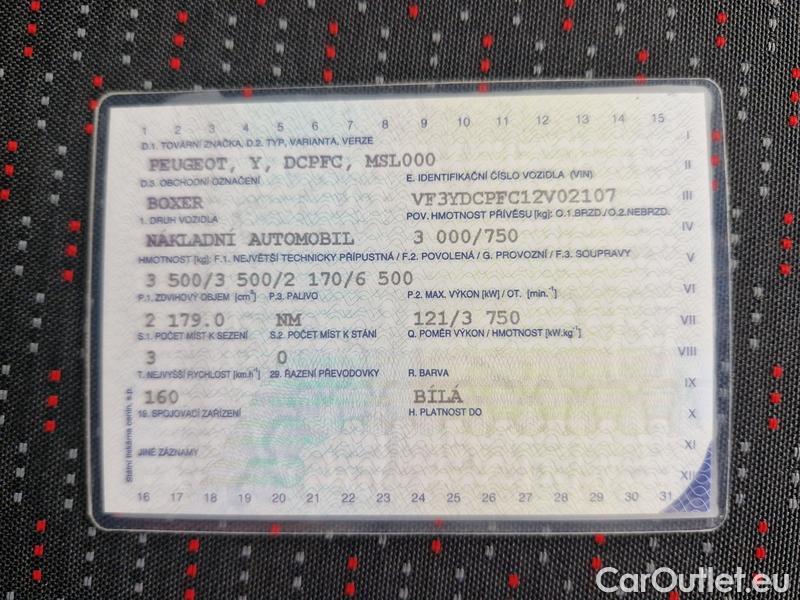 1 2 3 4 5 6 7 8 9 10 11 12 13 14 15
D.1. TOVÁRNÍ ZNAČKA, D.2. TYP, VARIANTA, VERZE I
PEUGEOT, Y, DCPFC, MSL000 II
D.3. OBCHODNÍ OZNAČENÍ E. IDENTIFIKAČNÍ ČÍSLO VOZIDLA (VIN)
BOXER VF3YDCPFC12V02107 III
1. DRUH VOZIDLA POV. HMOTNOST PŘÍVĚSU [kg]: O.1.BRZD./O.2.NEBRZD.
NÁKLADNÍ AUTOMOBIL 3 000/750 IV
HMOTNOST [kg]: F.1. NEJVĚTŠÍ TECHNICKY PŘÍPUSTNÁ / F.2. POVOLENÁ / G. PROVOZNÍ / F.3. SOUPRAVY V
3 500/3 500/2 170/6 500
P.1. ZDVIHOVÝ OBJEM [cm³] P.3. PALIVO P.2. MAX. VÝKON [kW] / OT. [min.⁻¹] VI
2 179.0 NM 121/3 750 VII
S.1. POČET MÍST K SEZENÍ S.2. POČET MÍST K STÁNÍ Q. POMĚR VÝKON / HMOTNOST [kW.kg⁻¹]
3 0 VIII
T. NEJVYŠŠÍ RYCHLOST [km.h⁻¹] 29. ŘAZENÍ PŘEVODOVKY R. BARVA
160 BÍLÁ IX
19. SPOJOVACÍ ZAŘÍZENÍ H. PLATNOST DO X
JINÉ ZÁZNAMY XI
XII
16 17 18 19 20 21 22 23 24 25 26 27 28 29 30 31
Státní tiskárna cenin, s.p.
CarOutlet.eu